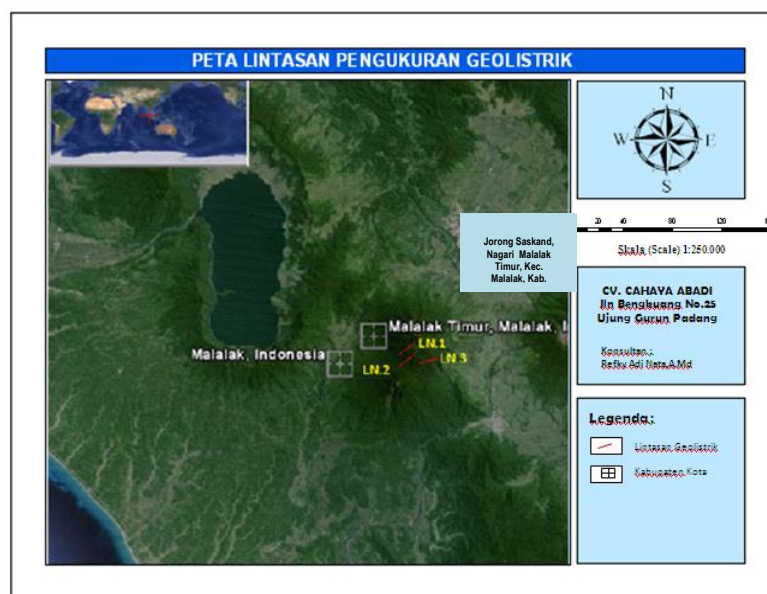 PETA LINTASAN PENGUKURAN GEOLISTRIK
N
W
E
S
Jorong Saskand,
Nagari Malalak
Timur, Kec.
Malalak, Kab.
20
40
80
120
Skala (Scale) 1:250.000
Malalak Timur, Malalak, I
Malalak, Indonesia
LN.1
LN.2
LN.3
CV. CAHAYA ABADI
Jln Bengkuang No.25
Ujung Gurun Padang
Konsultan :
Refky Adi Nata,A.Md
Legenda:
Lintasan Geolistrik
Kabupaten Kota